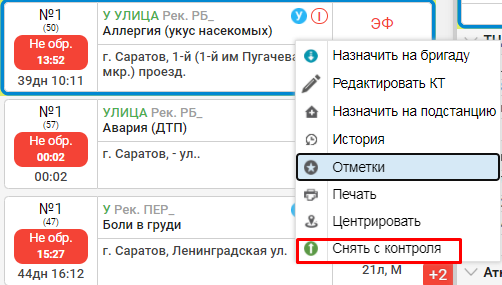 №1
(50)
Не обр.
13:52
39дн 10:11
У УЛИЦА Рек. РБ_
У
I
Аллергия (укус насекомых)
г. Саратов, 1-й (1-й им Пугачева
мкр.) проезд.
ЭФ
№1
(57)
Не обр.
00:02
00:02
УЛИЦА Рек. РБ_
Авария (ДТП)
г. Саратов, - ул..
№1
(47)
Не обр.
15:27
44дн 16:12
У Рек. ПЕР_
Боли в груди
г. Саратов, Ленинградская ул.
21л, М
+2
Назначить на бригаду
Редактировать КТ
Назначить на подстанцию
История
Отметки
Печать
Центрировать
Снять с контроля